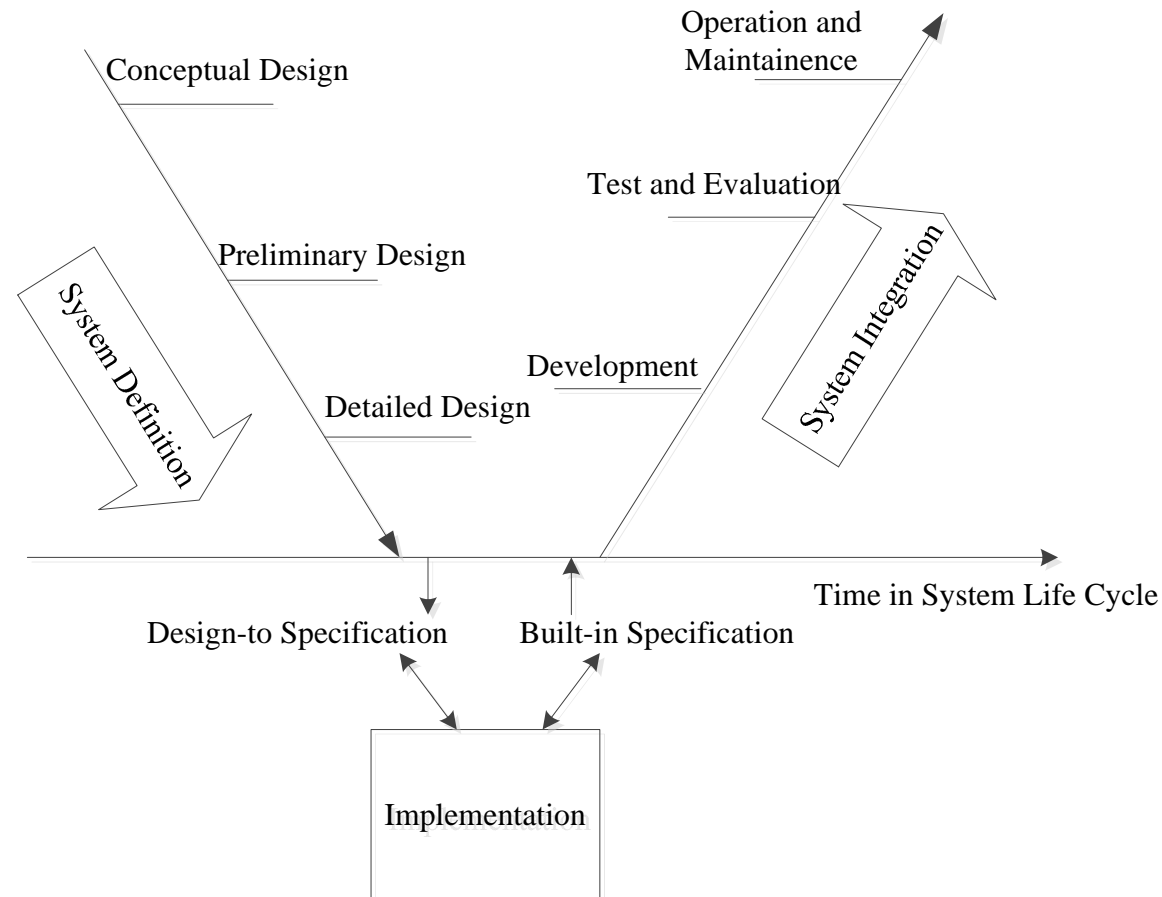 Operation and
Maintainence
Conceptual Design
Test and Evaluation
Preliminary Design
System Definition
System Integration
Development
Detailed Design
Time in System Life Cycle
Design-to Specification
Built-in Specification
Implementation